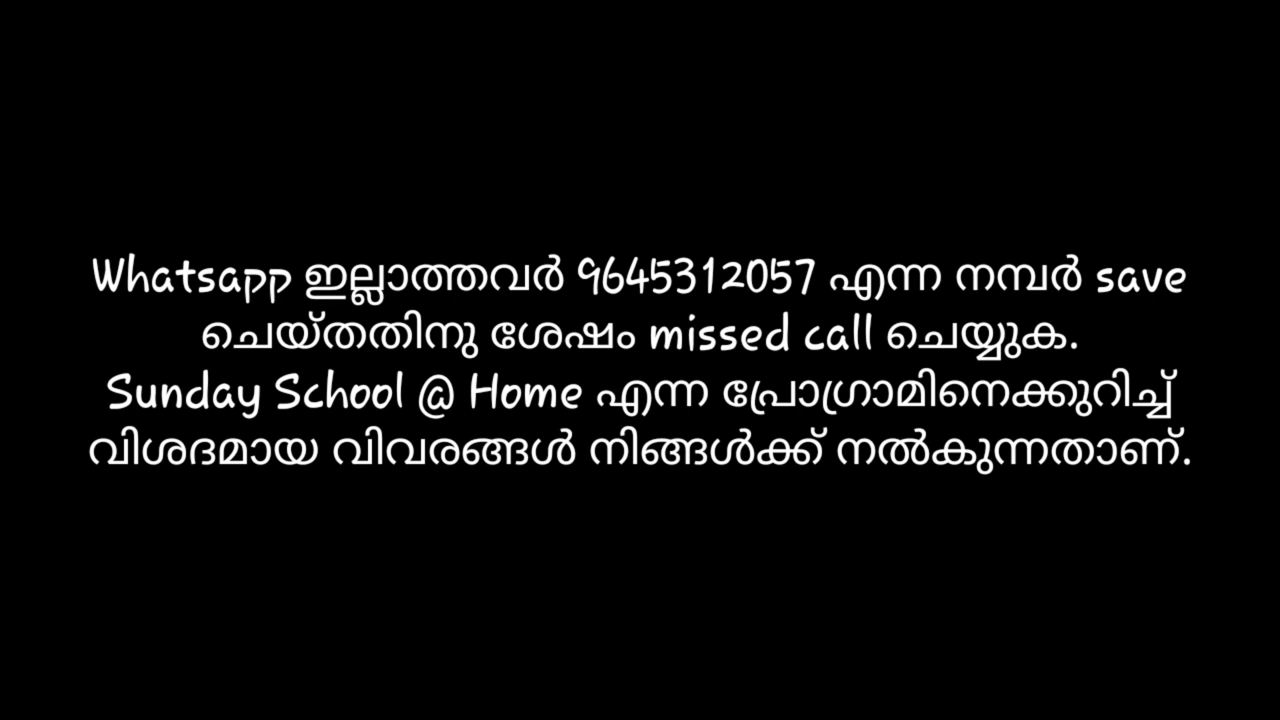 Whatsapp ഇല്ലാത്തവർ 9645312057 എന്ന നമ്പർ save
ചെയ്തതിനു ശേഷം missed call ചെയ്യുക.
Sunday School @ Home എന്ന പ്രോഗ്രാമിനെക്കുറിച്ച്
വിശദമായ വിവരങ്ങൾ നിങ്ങൾക്ക് നൽകുന്നതാണ്.